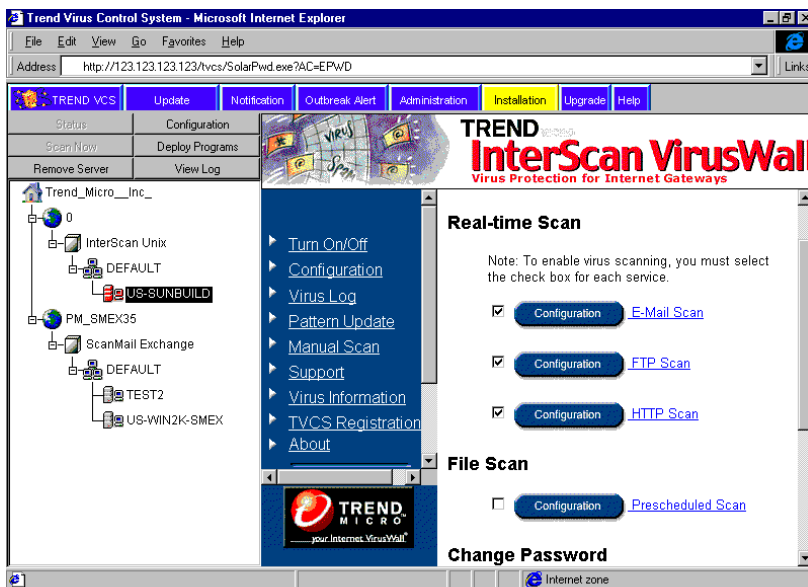 Trend Virus Control System - Microsoft Internet Explorer
File Edit View Go Favorites Help
Address http://123.123.123.123/tvcs/SolarPwd.exe?AC=EPWD Links
TREND VCS Update Notification Outbreak Alert Administration Installation Upgrade Help
Status Configuration
Scan Now Deploy Programs
Remove Server View Log
Trend_Micro__Inc_
0
InterScan Unix
DEFAULT
US-SUNBUILD
PM_SMEX35
ScanMail Exchange
DEFAULT
TEST2
US-WIN2K-SMEX
VIRUS
TREND MICRO
InterScan VirusWall
Virus Protection for Internet Gateways
Turn On/Off
Configuration
Virus Log
Pattern Update
Manual Scan
Support
Virus Information
TVCS Registration
About
TREND
MICRO
your Internet VirusWall
Real-time Scan
Note: To enable virus scanning, you must select
the check box for each service.
Configuration E-Mail Scan
Configuration FTP Scan
Configuration HTTP Scan
File Scan
Configuration Prescheduled Scan
Change Password
Internet zone